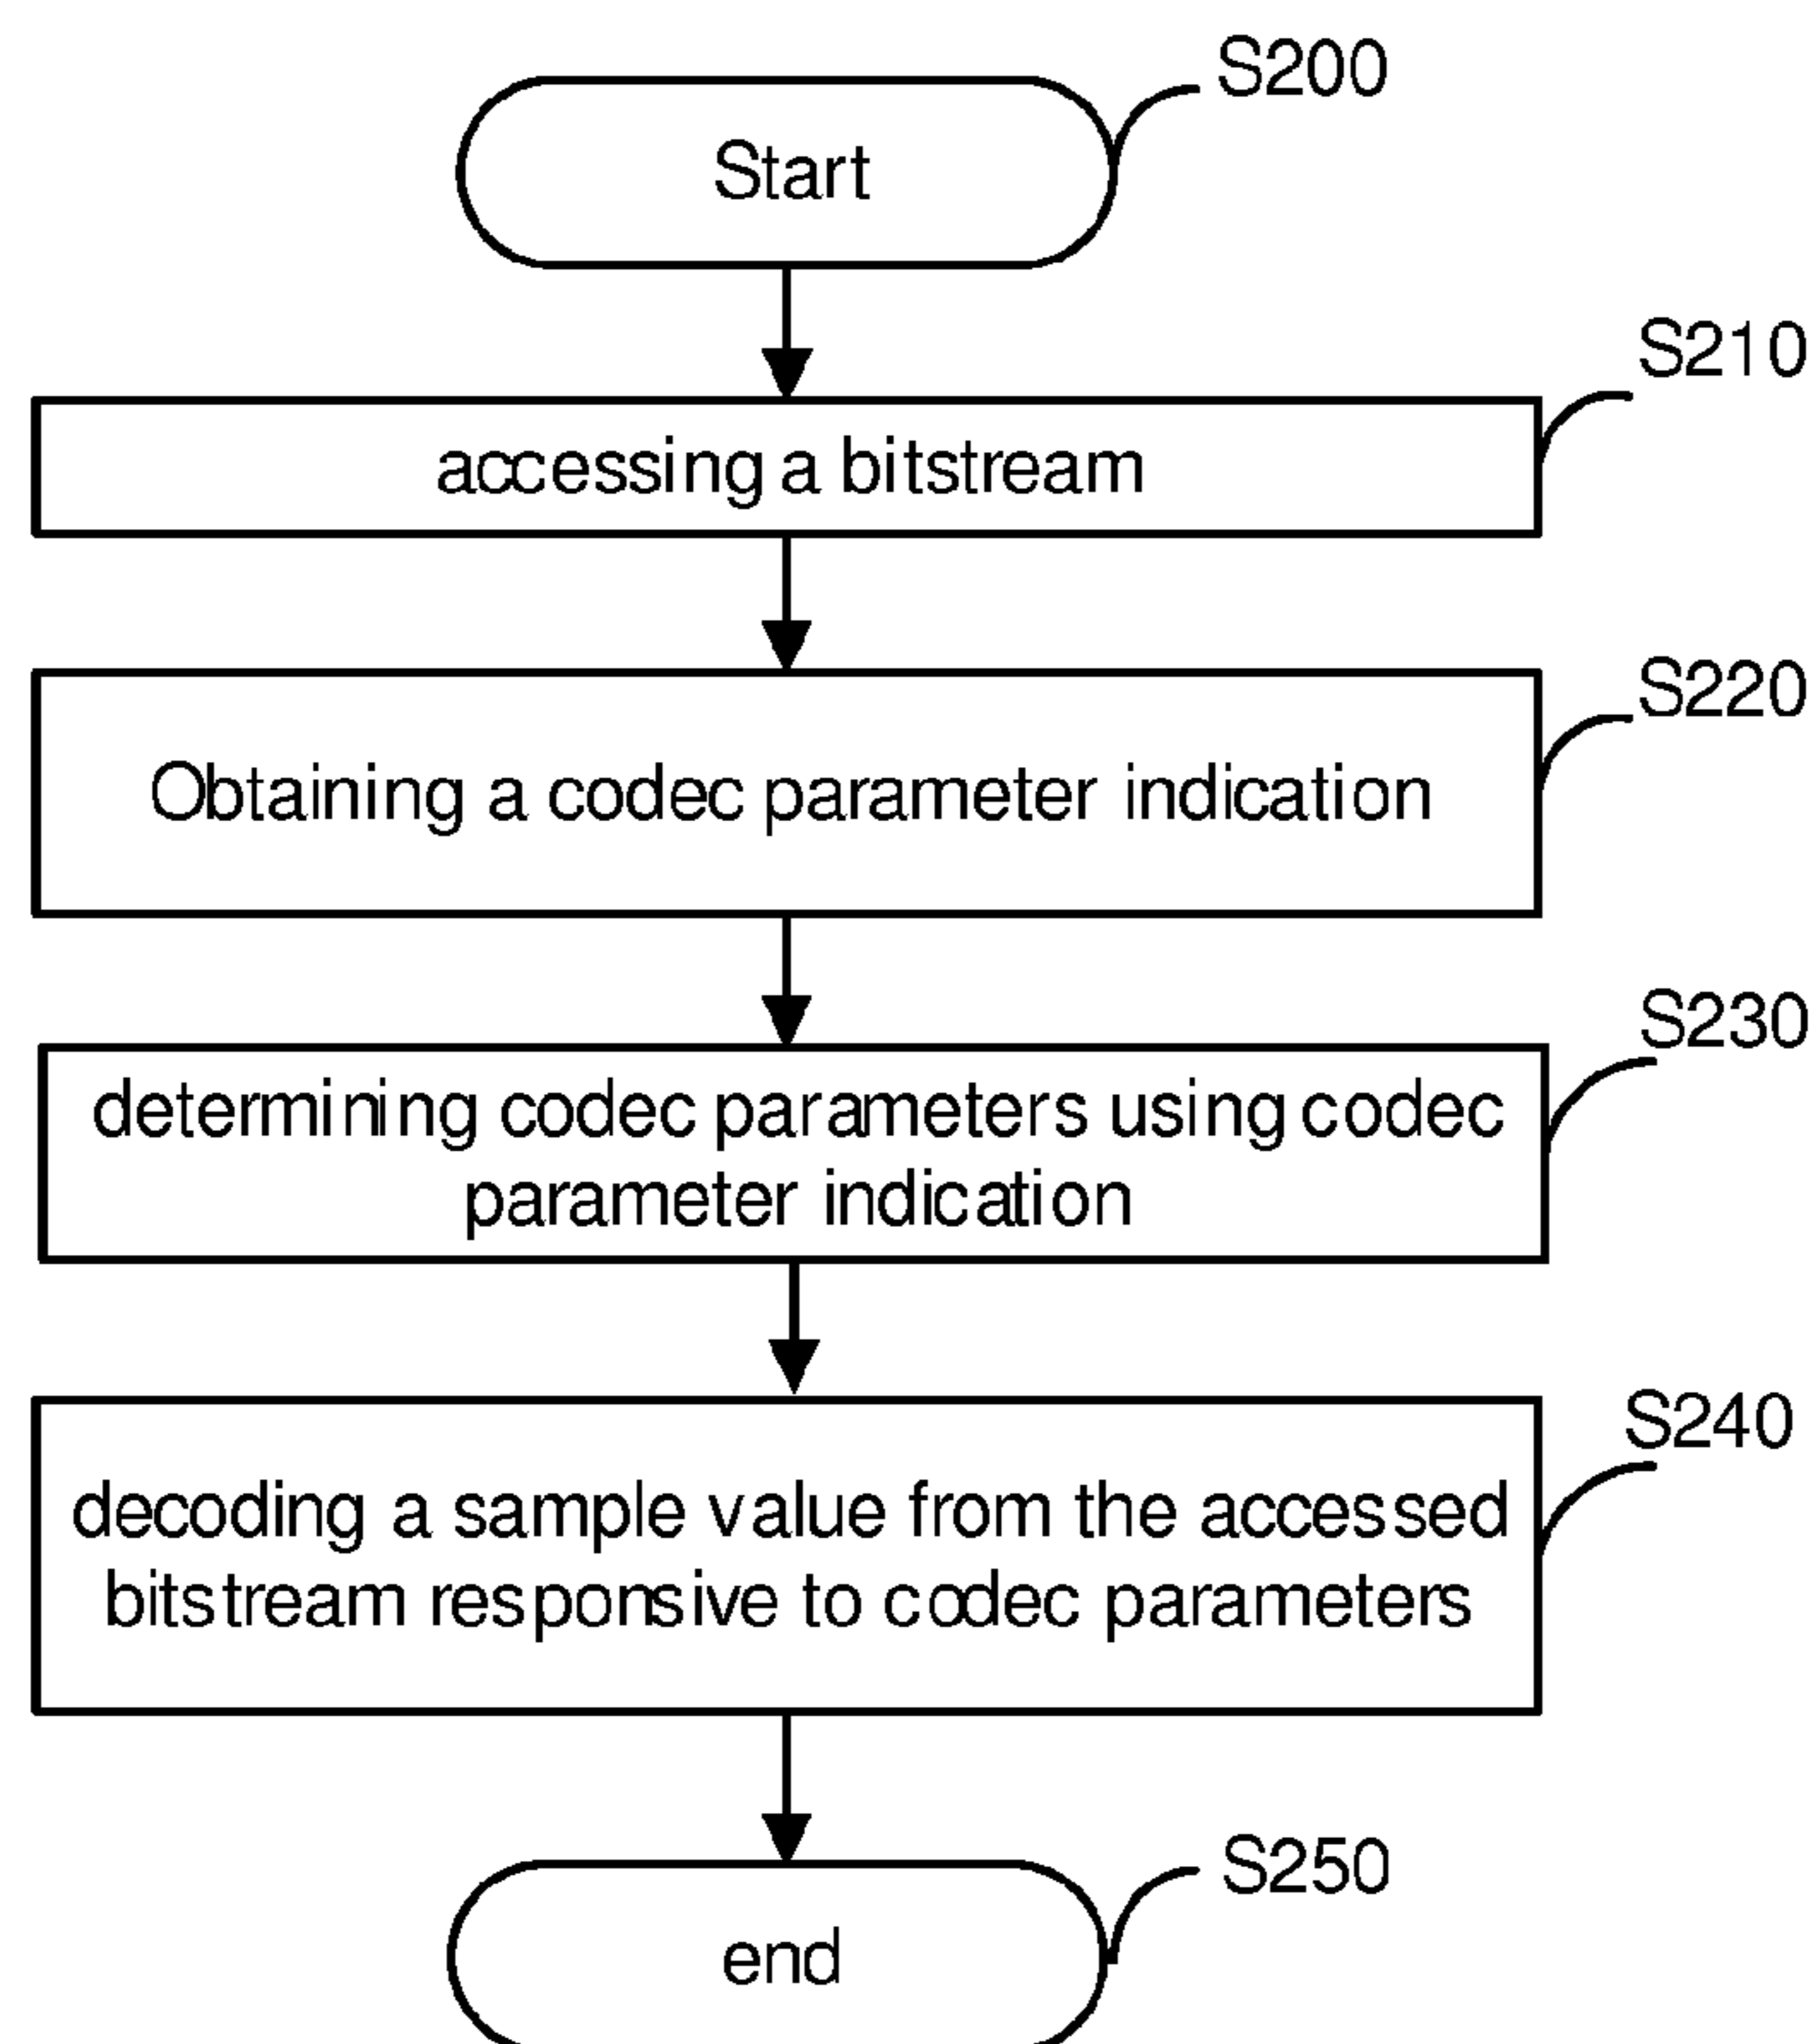 S200
Start
S210
accessing a bitstream
S220
Obtaining a codec parameter indication
S230
determining codec parameters using codec
parameter indication
S240
decoding a sample value from the accessed
bitstream responsive to codec parameters
S250
end